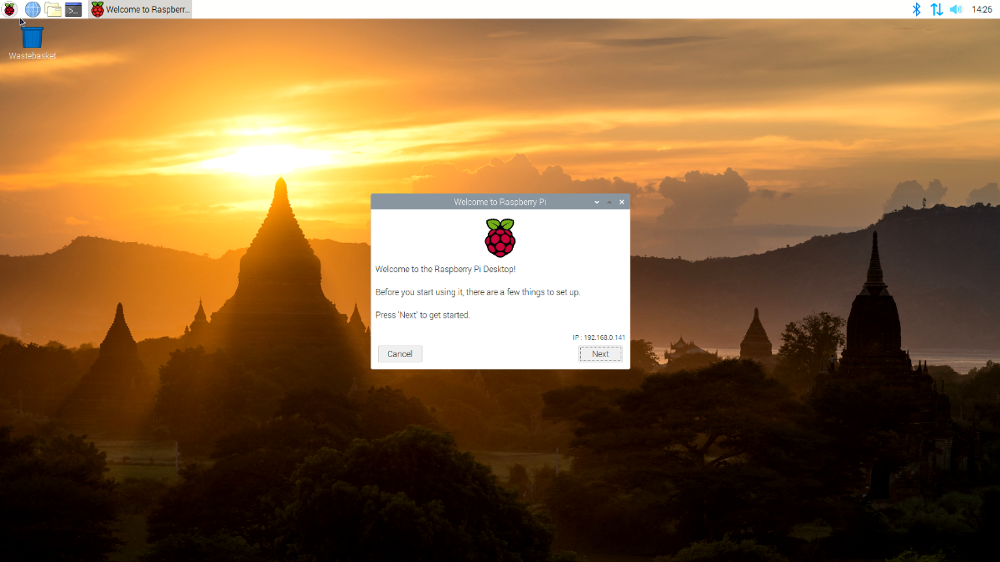 Welcome to Raspberr...
14:26
Wastebasket
Welcome to Raspberry Pi
Welcome to the Raspberry Pi Desktop!
Before you start using it, there are a few things to set up.
Press 'Next' to get started.
IP : 192.168.0.141
Cancel
Next